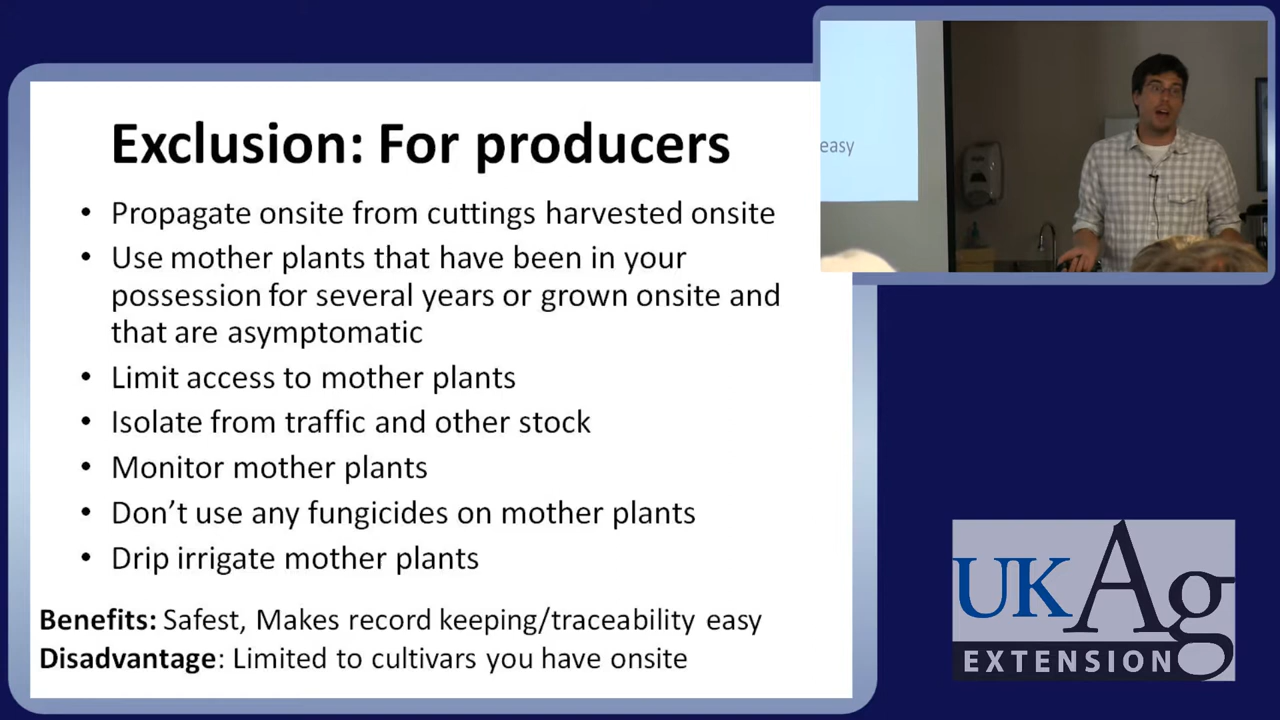 Exclusion: For producers
• Propagate onsite from cuttings harvested onsite
• Use mother plants that have been in your
possession for several years or grown onsite and
that are asymptomatic
• Limit access to mother plants
• Isolate from traffic and other stock
• Monitor mother plants
• Don’t use any fungicides on mother plants
• Drip irrigate mother plants
Benefits: Safest, Makes record keeping/traceability easy
Disadvantage: Limited to cultivars you have onsite
easy
UKAg
EXTENSION